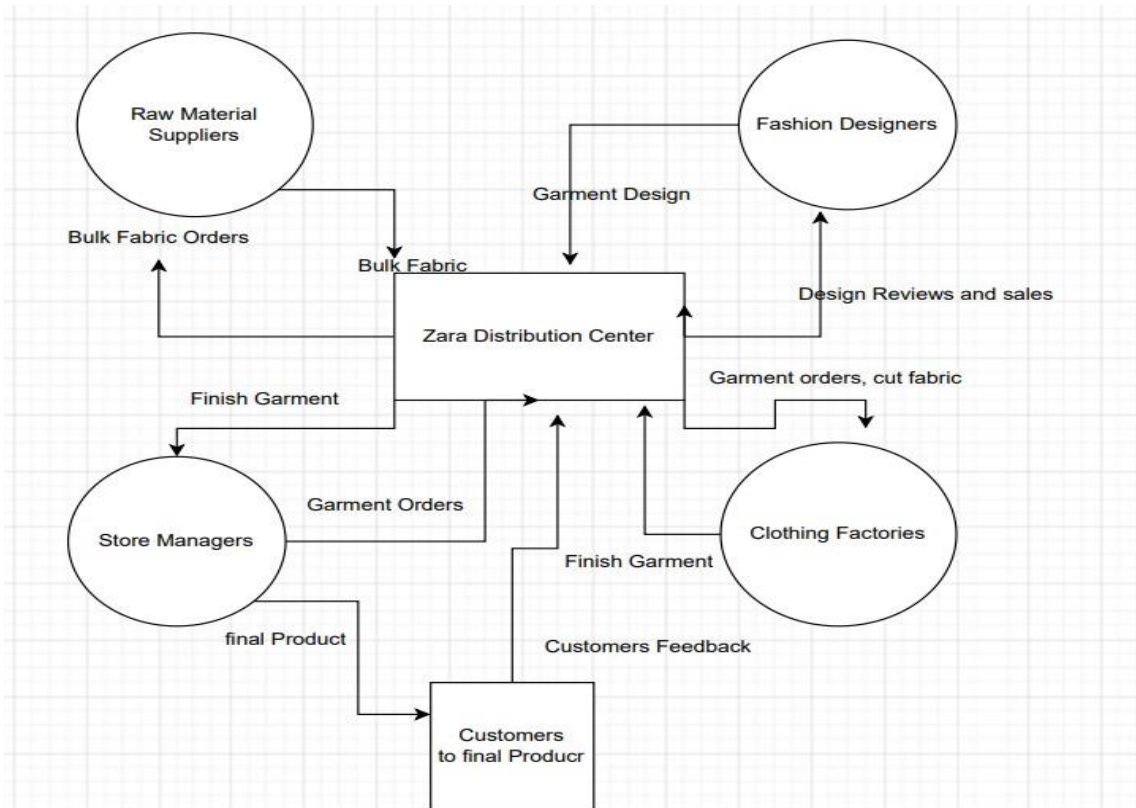 Raw Material
Suppliers
Fashion Designers
Garment Design
Bulk Fabric Orders
Bulk Fabric
Design Reviews and sales
Zara Distribution Center
Garment orders, cut fabric
Finish Garment
Garment Orders
Store Managers
Clothing Factories
Finish Garment
final Product
Customers Feedback
Customers
to final Producr